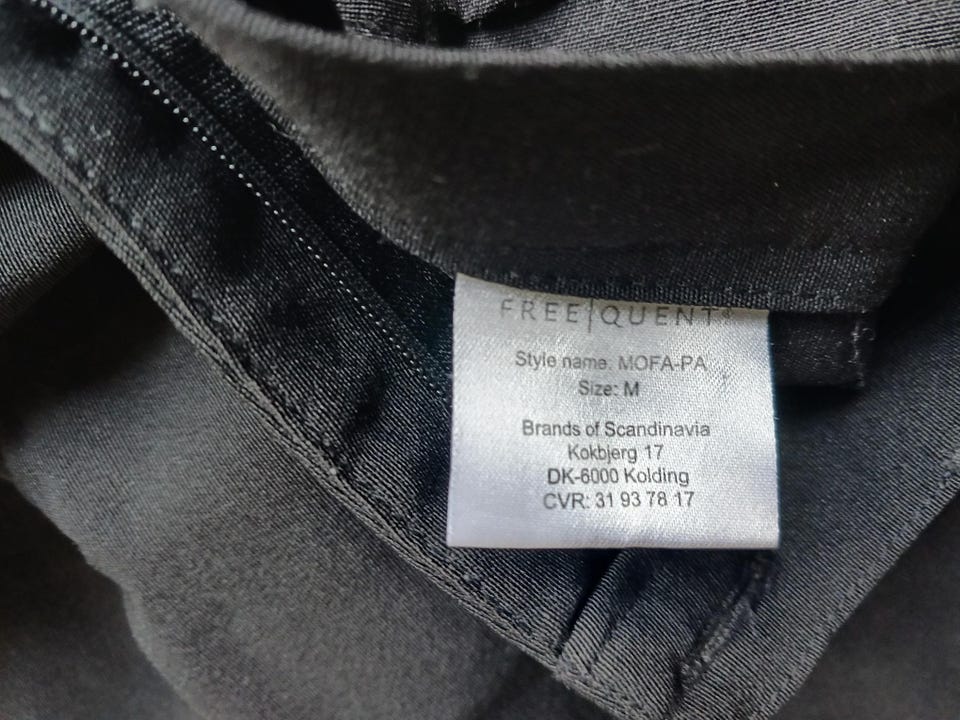 FREE|QUENT®
Style name: MOFA-PA
Size: M
Brands of Scandinavia
Kokbjerg 17
DK-6000 Kolding
CVR: 31 93 78 17